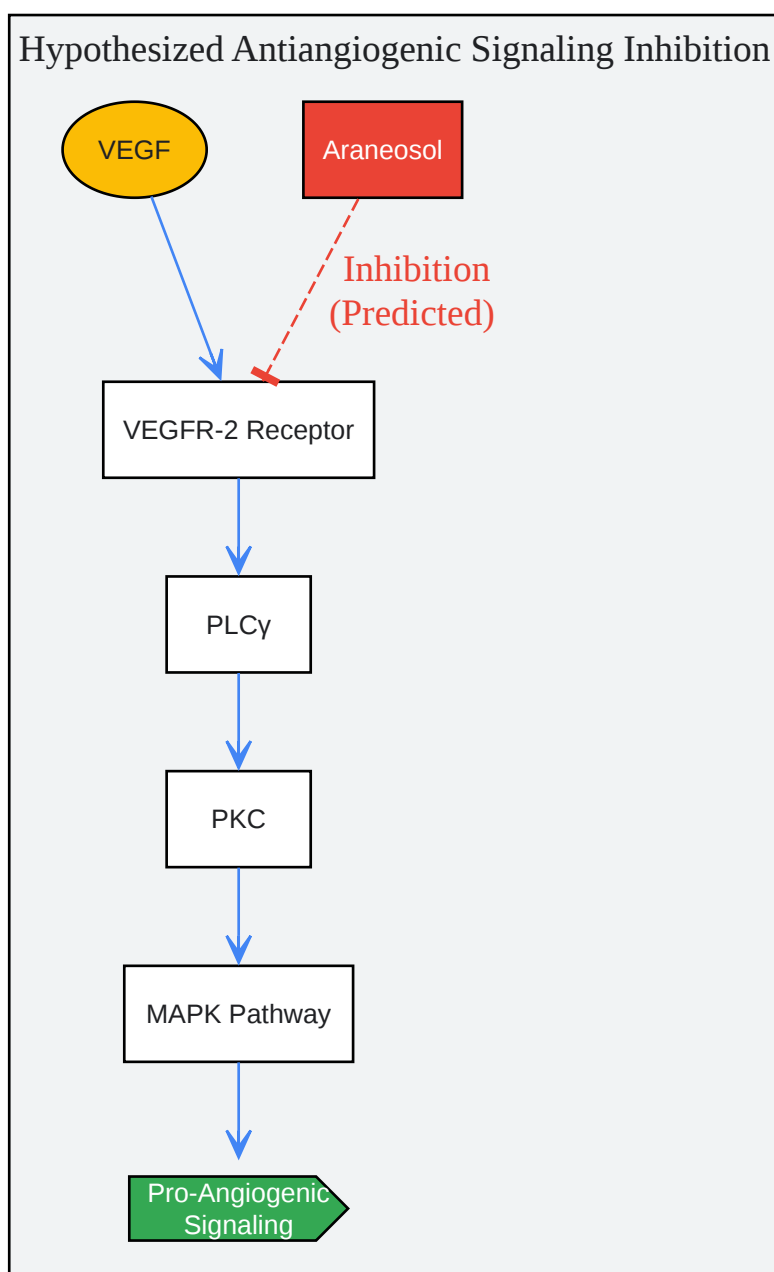 Hypothesized Antiangiogenic Signaling Inhibition
VEGF
Araneosol
Inhibition
(Predicted)
VEGFR-2 Receptor
PLCγ
PKC
MAPK Pathway
Pro-Angiogenic
Signaling